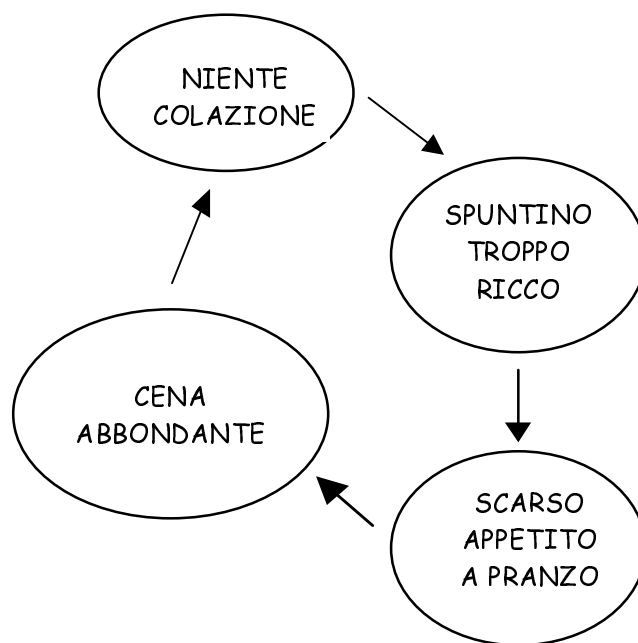 NIENTE
COLAZIONE
SPUNTINO
TROPPO
RICCO
SCARSO
APPETITO
A PRANZO
CENA
ABBONDANTE